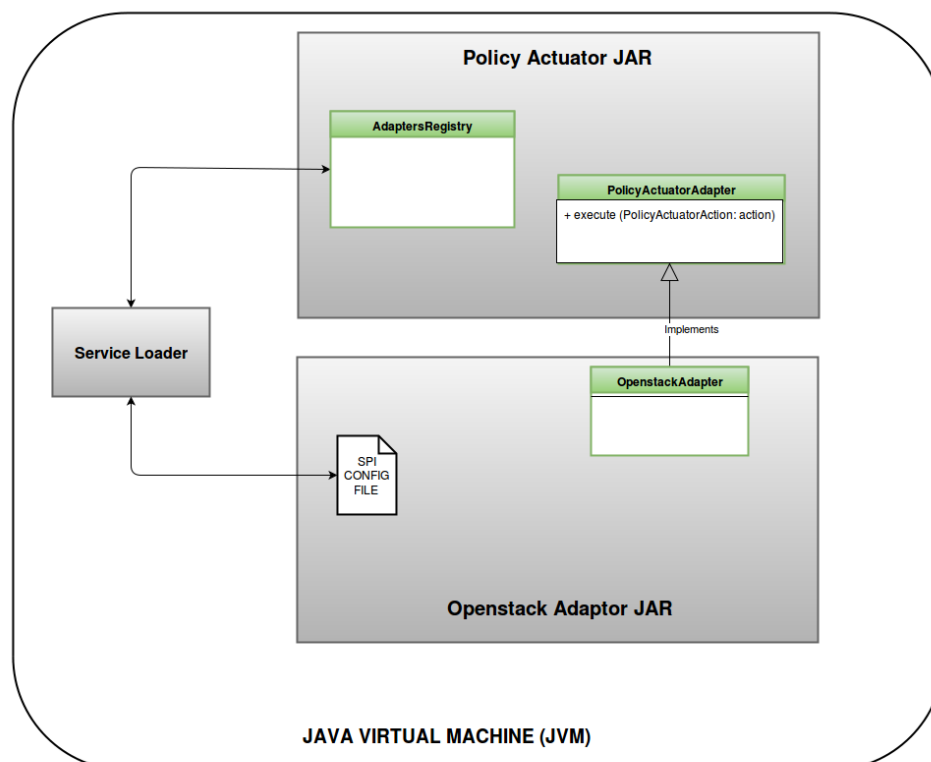 Policy Actuator JAR
AdaptersRegistry
PolicyActuatorAdapter
+ execute (PolicyActuatorAction: action)
Implements
Service Loader
OpenstackAdapter
SPI
CONFIG
FILE
Openstack Adaptor JAR
JAVA VIRTUAL MACHINE (JVM)